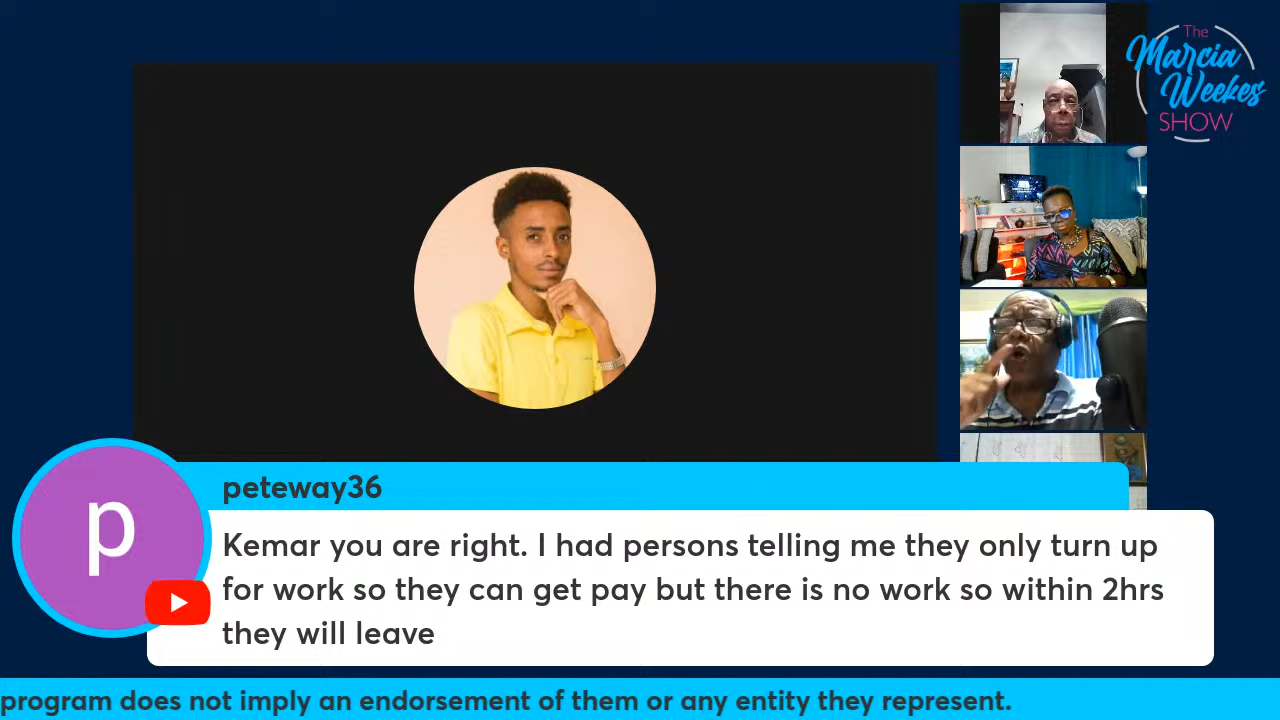 The
Marcia
Weekes
SHOW
p
peteway36
Kemar you are right. I had persons telling me they only turn up
for work so they can get pay but there is no work so within 2hrs
they will leave
program does not imply an endorsement of them or any entity they represent.